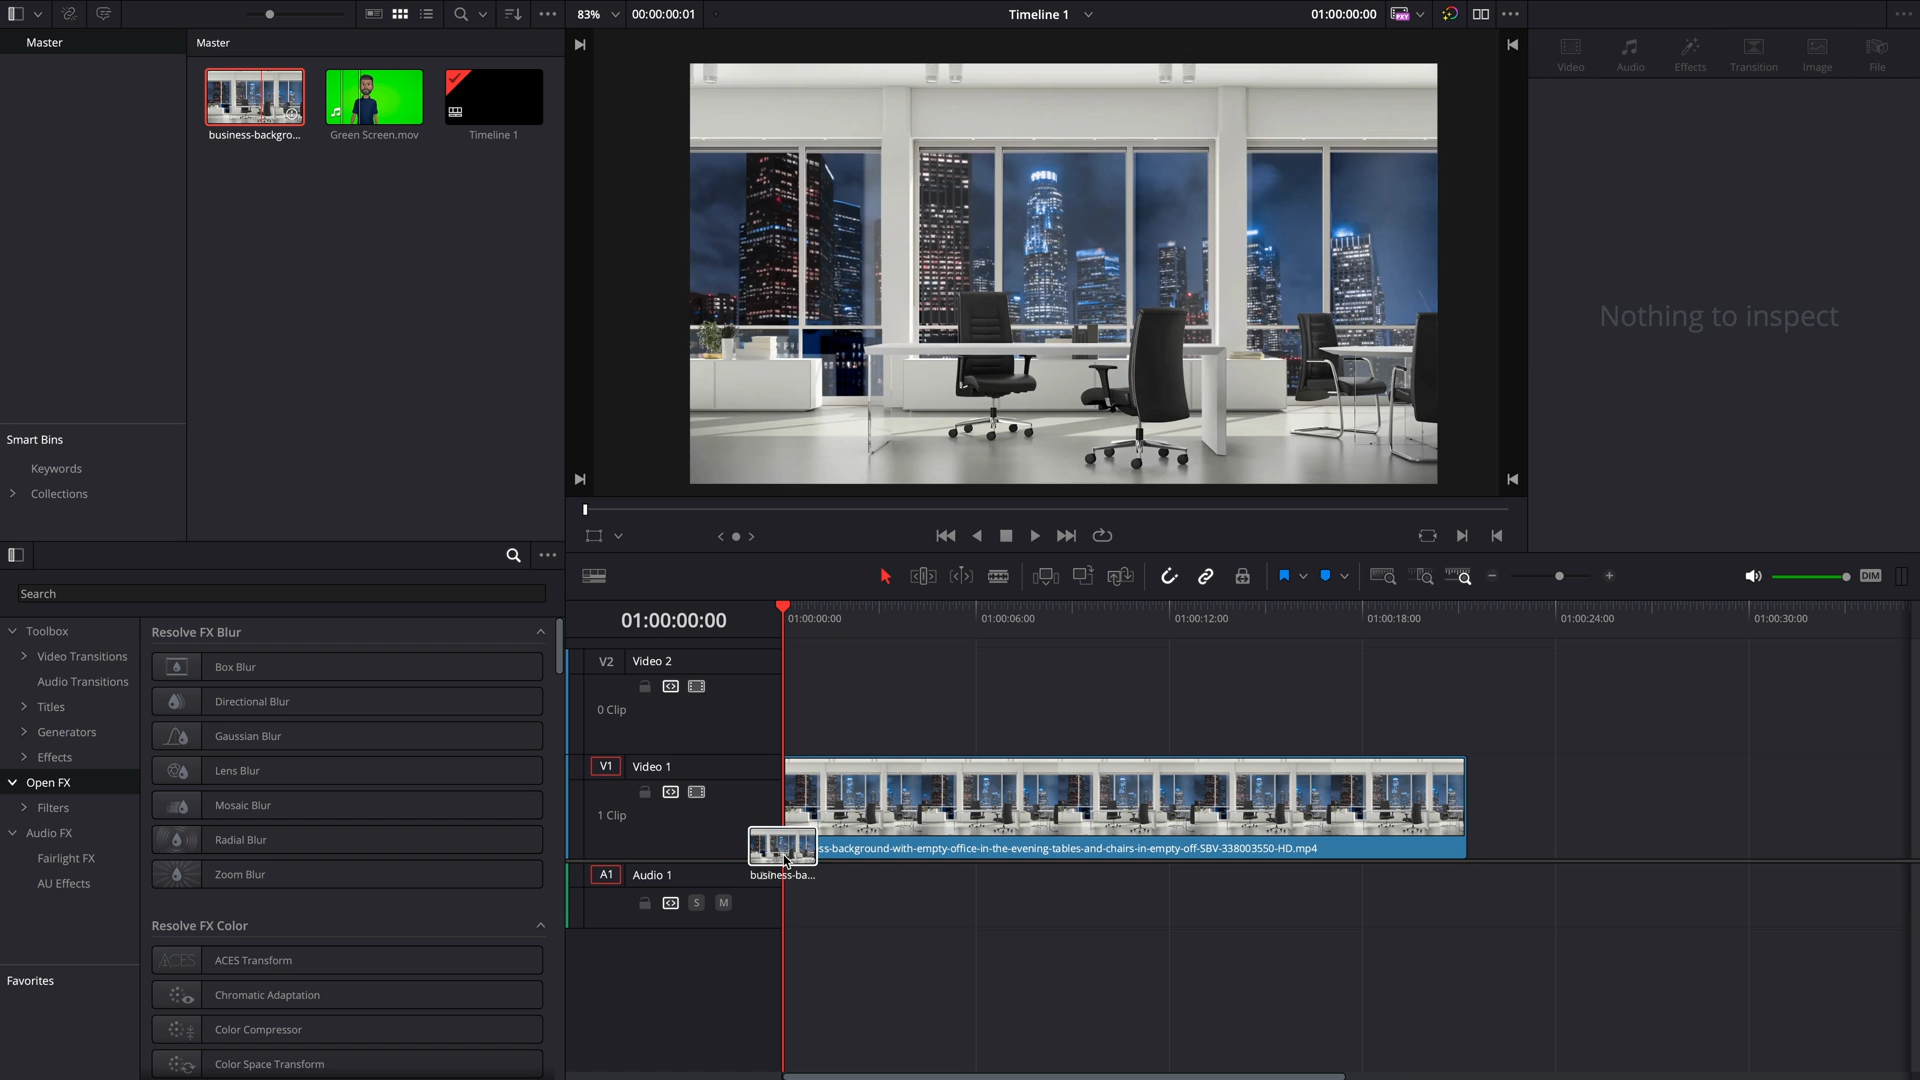 83%
00:00:00:01
Timeline 1
01:00:00:00
PXY
Master
Master
Video
Audio
Effects
Transition
Image
File
business-backgro...
Green Screen.mov
Timeline 1
Nothing to inspect
Smart Bins
Keywords
Collections
DIM
Search
01:00:00:00
01:00:00:00
01:00:06:00
01:00:12:00
01:00:18:00
01:00:24:00
01:00:30:00
Toolbox
Video Transitions
Audio Transitions
Titles
Generators
Effects
Open FX
Filters
Audio FX
Fairlight FX
AU Effects
Favorites
Resolve FX Blur
Box Blur
Directional Blur
Gaussian Blur
Lens Blur
Mosaic Blur
Radial Blur
Zoom Blur
Resolve FX Color
ACES
ACES Transform
Chromatic Adaptation
Color Compressor
Color Space Transform
V2
Video 2
0 Clip
V1
Video 1
1 Clip
ss-background-with-empty-office-in-the-evening-tables-and-chairs-in-empty-off-SBV-338003550-HD.mp4
business-ba...
A1
Audio 1
S
M